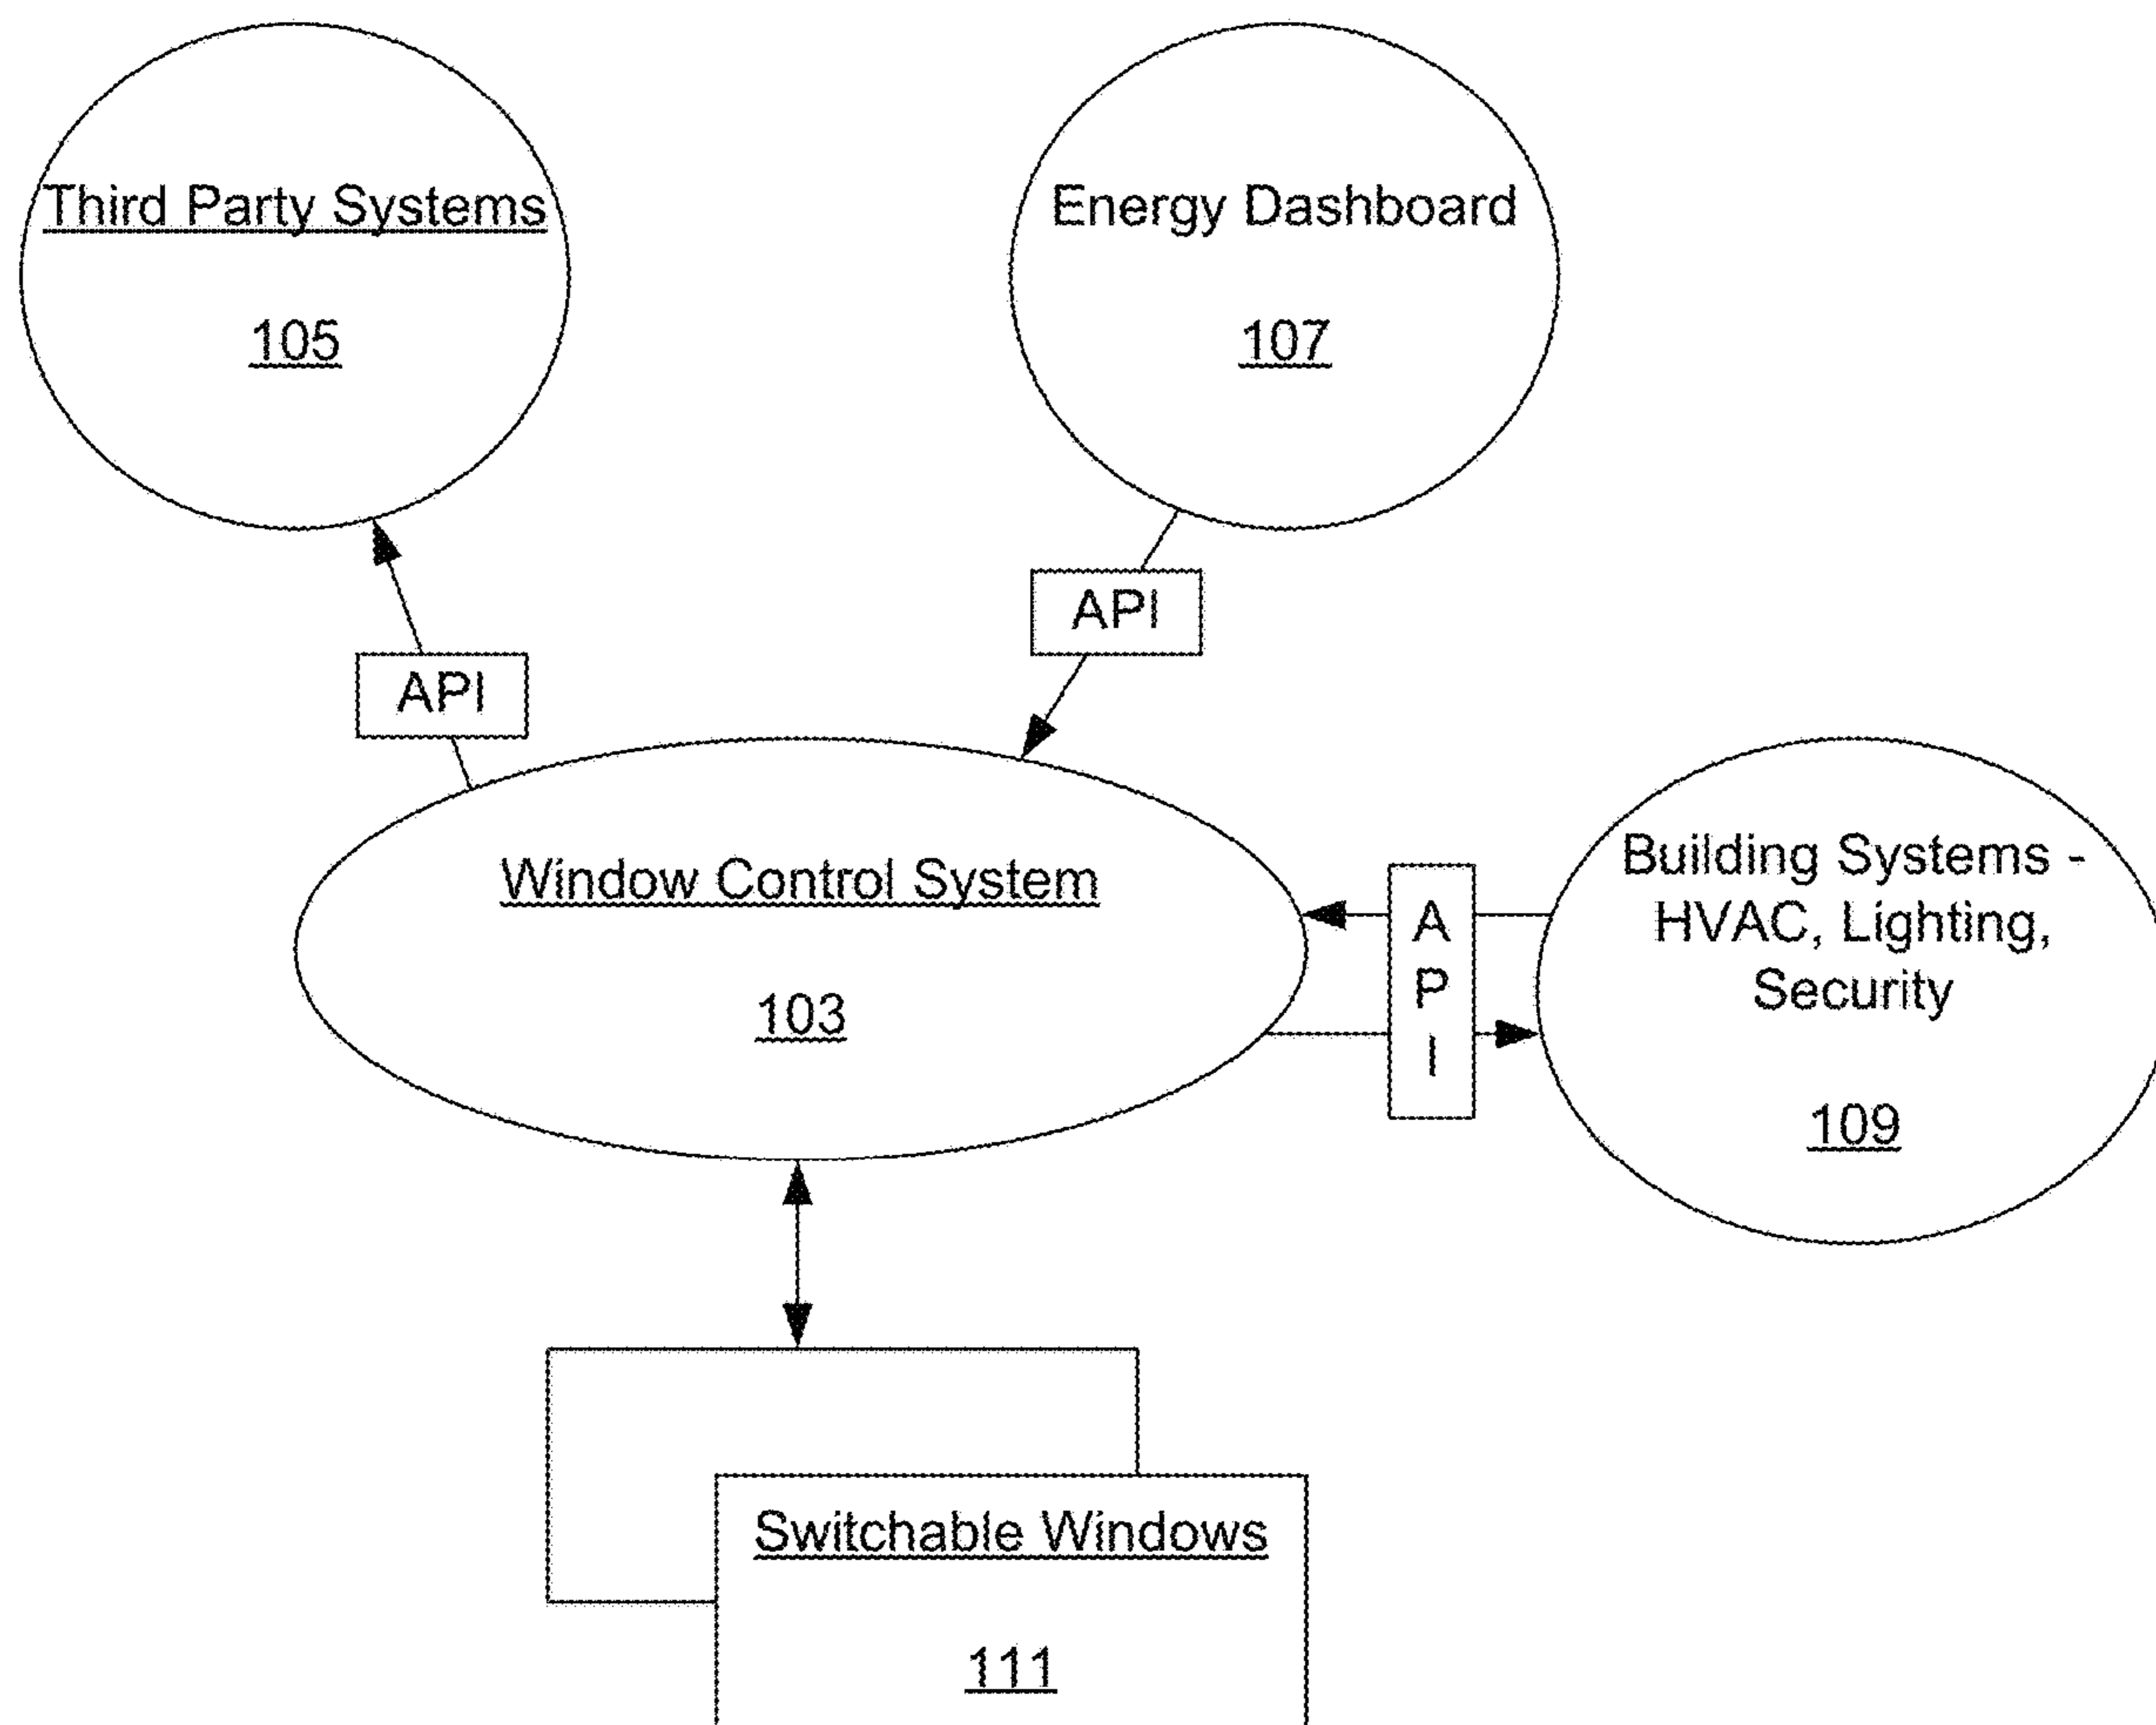 Third Party Systems
105
Energy Dashboard
107
API
API
Window Control System
103
A
P
I
Building Systems -
HVAC, Lighting,
Security
109
Switchable Windows
111